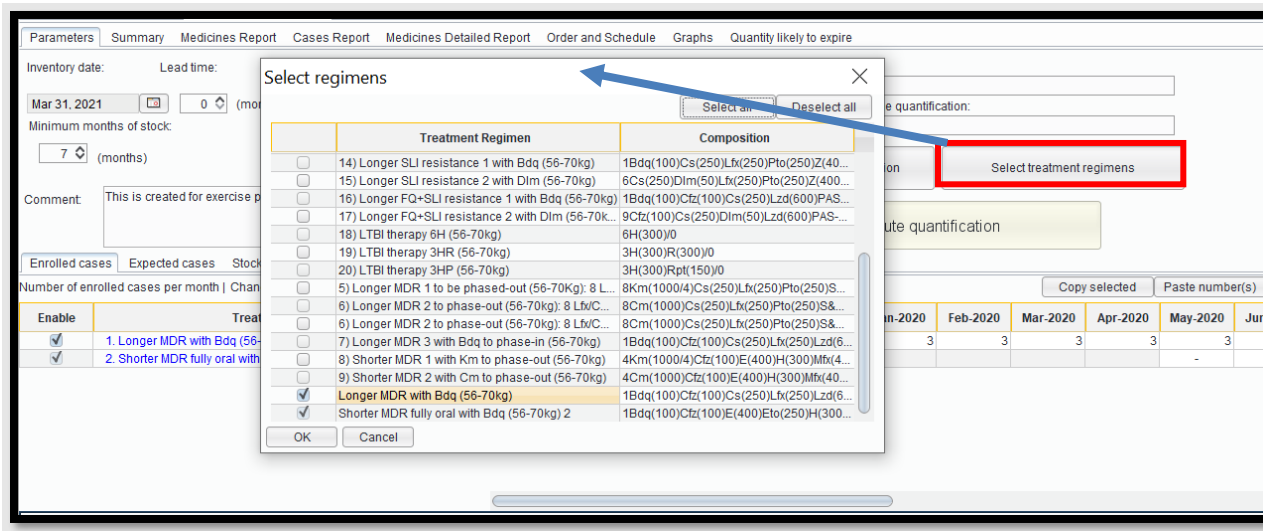 Parameters Summary Medicines Report Cases Report Medicines Detailed Report Order and Schedule Graphs Quantity likely to expire
Inventory date: Lead time:
Mar 31, 2021 0 (mon
Minimum months of stock:
7 (months)
Comment: This is created for exercise p
Select regimens
Select all Deselect all
Treatment Regimen Composition
14) Longer SLI resistance 1 with Bdq (56-70kg) 1Bdq(100)Cs(250)Lfx(250)Pto(250)Z(40...
15) Longer SLI resistance 2 with Dlm (56-70kg) 6Cs(250)Dlm(50)Lfx(250)Pto(250)Z(400...
16) Longer FQ+SLI resistance 1 with Bdq (56-70kg) 1Bdq(100)Cfz(100)Cs(250)Lzd(600)PAS...
17) Longer FQ+SLI resistance 2 with Dlm (56-70k... 9Cfz(100)Cs(250)Dlm(50)Lzd(600)PAS-...
18) LTBI therapy 6H (56-70kg) 6H(300)/0
19) LTBI therapy 3HR (56-70kg) 3H(300)R(300)/0
20) LTBI therapy 3HP (56-70kg) 3H(300)Rpt(150)/0
5) Longer MDR 1 to be phased-out (56-70Kg): 8 L... 8Km(1000/4)Cs(250)Lfx(250)Pto(250)S...
6) Longer MDR 2 to phase-out (56-70kg): 8 Lfx/C... 8Cm(1000)Cs(250)Lfx(250)Pto(250)S&...
6) Longer MDR 2 to phase-out (56-70kg): 8 Lfx/C... 8Cm(1000)Cs(250)Lfx(250)Pto(250)S&...
7) Longer MDR 3 with Bdq to phase-in (56-70kg) 1Bdq(100)Cfz(100)Cs(250)Lfx(250)Lzd(6...
8) Shorter MDR 1 with Km to phase-out (56-70kg) 4Km(1000/4)Cfz(100)E(400)H(300)Mfx(4...
9) Shorter MDR 2 with Cm to phase-out (56-70kg) 4Cm(1000)Cfz(100)E(400)H(300)Mfx(40...
Longer MDR with Bdq (56-70kg) 1Bdq(100)Cfz(100)Cs(250)Lfx(250)Lzd(6...
Shorter MDR fully oral with Bdq (56-70kg) 2 1Bdq(100)Cfz(100)E(400)Eto(250)H(300...
OK Cancel
e quantification:
ion Select treatment regimens
ute quantification
Enrolled cases Expected cases Stock
Number of enrolled cases per month | Chan Copy selected Paste number(s)
Enable Treat n-2020 Feb-2020 Mar-2020 Apr-2020 May-2020 Jun
1. Longer MDR with Bdq (56- 3 3 3 3 3
2. Shorter MDR fully oral with -